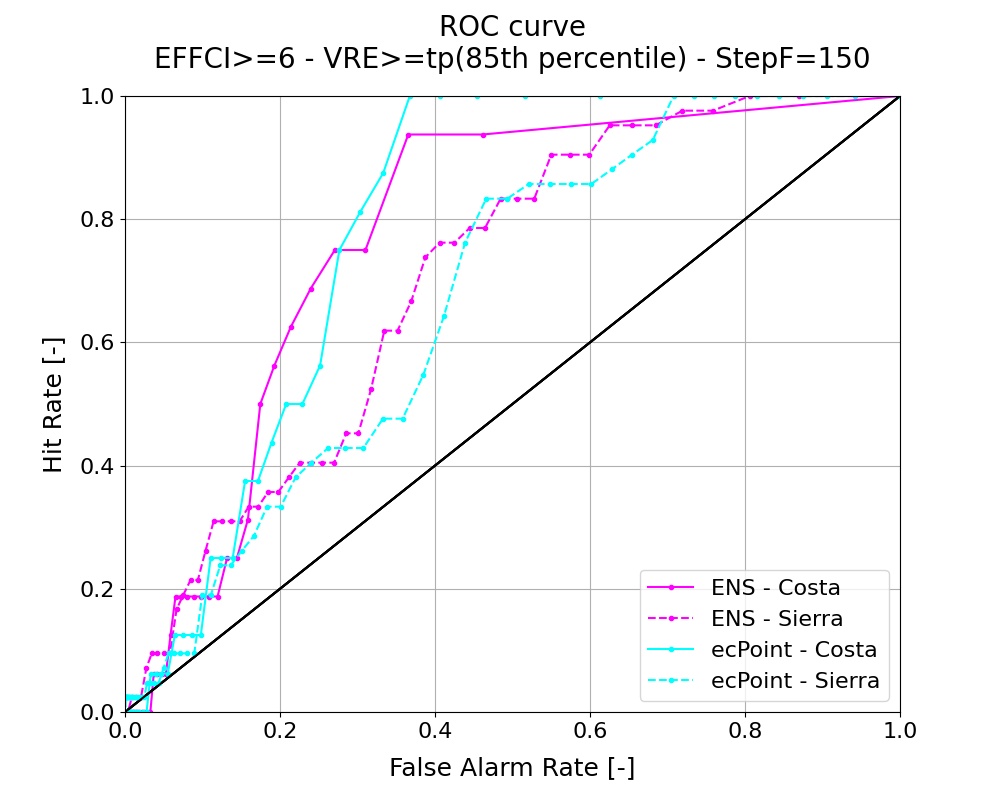 ROC curve
EFFCI>=6 - VRE>=tp(85th percentile) - StepF=150
1.0
0.8
0.6
0.4
0.2
0.0
Hit Rate [-]
ENS - Costa
ENS - Sierra
ecPoint - Costa
ecPoint - Sierra
0.0 0.2 0.4 0.6 0.8 1.0
False Alarm Rate [-]